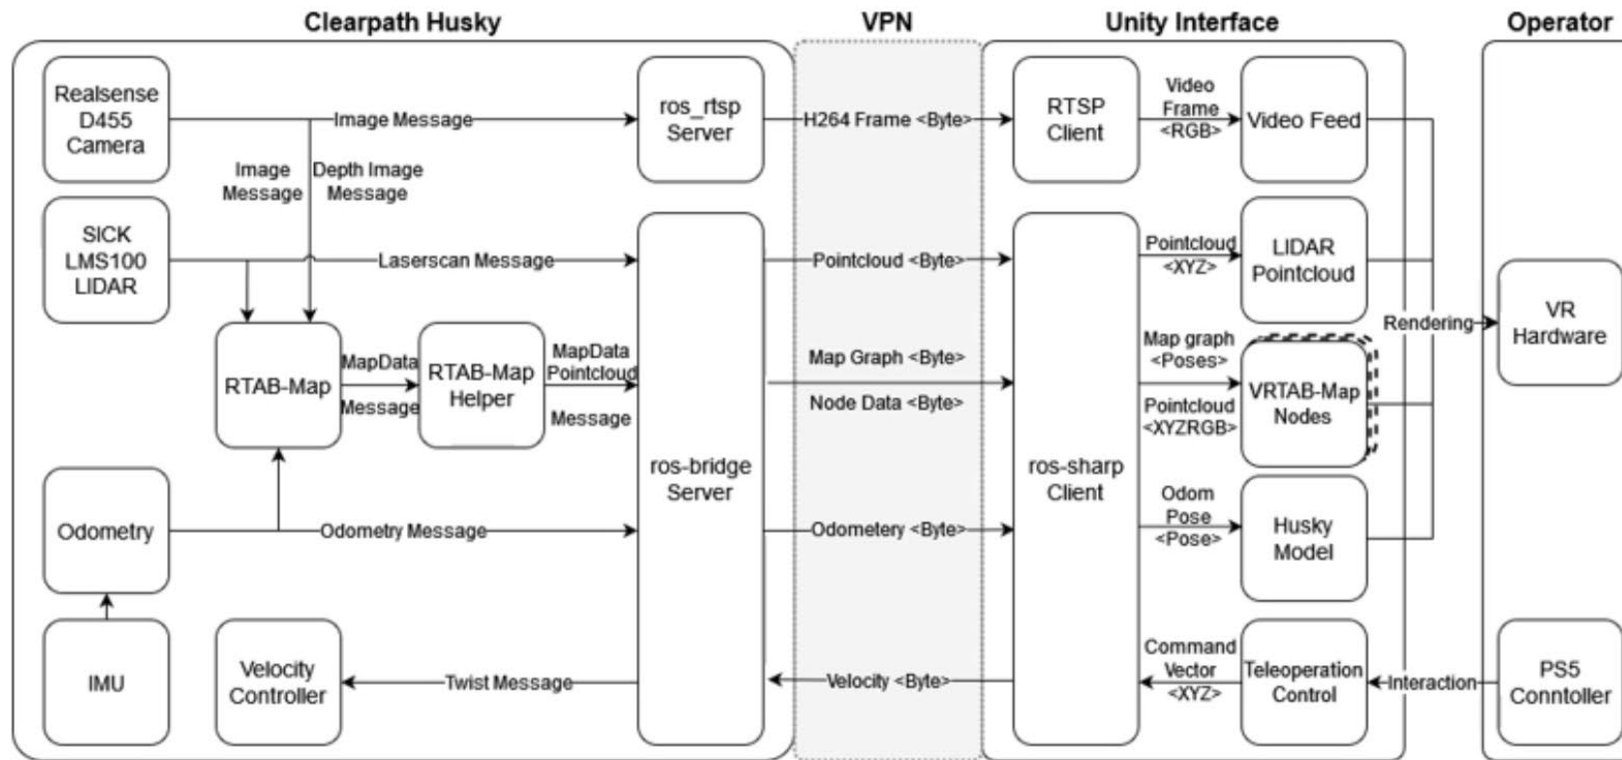 Clearpath Husky
VPN
Unity Interface
Operator
Realsense
D455
Camera
Image Message
ros_rtsp
Server
H264 Frame <Byte>
RTSP
Client
Video
Frame
<RGB>
Video Feed
Image
Message
Depth Image
Message
SICK
LMS100
LIDAR
Laserscan Message
Pointcloud <Byte>
Pointcloud
<XYZ>
LIDAR
Pointcloud
Rendering
VR
Hardware
RTAB-Map
MapData
Message
RTAB-Map
Helper
MapData
Pointcloud
Message
Map Graph <Byte>
Node Data <Byte>
Map graph
<Poses>
Pointcloud
<XYZRGB>
VRTAB-Map
Nodes
ros-bridge
Server
ros-sharp
Client
Odometry
Odometry Message
Odometery <Byte>
Odom
Pose
<Pose>
Husky
Model
IMU
Velocity
Controller
Twist Message
Velocity <Byte>
Command
Vector
<XYZ>
Teleoperation
Control
Interaction
PS5
Conntoller